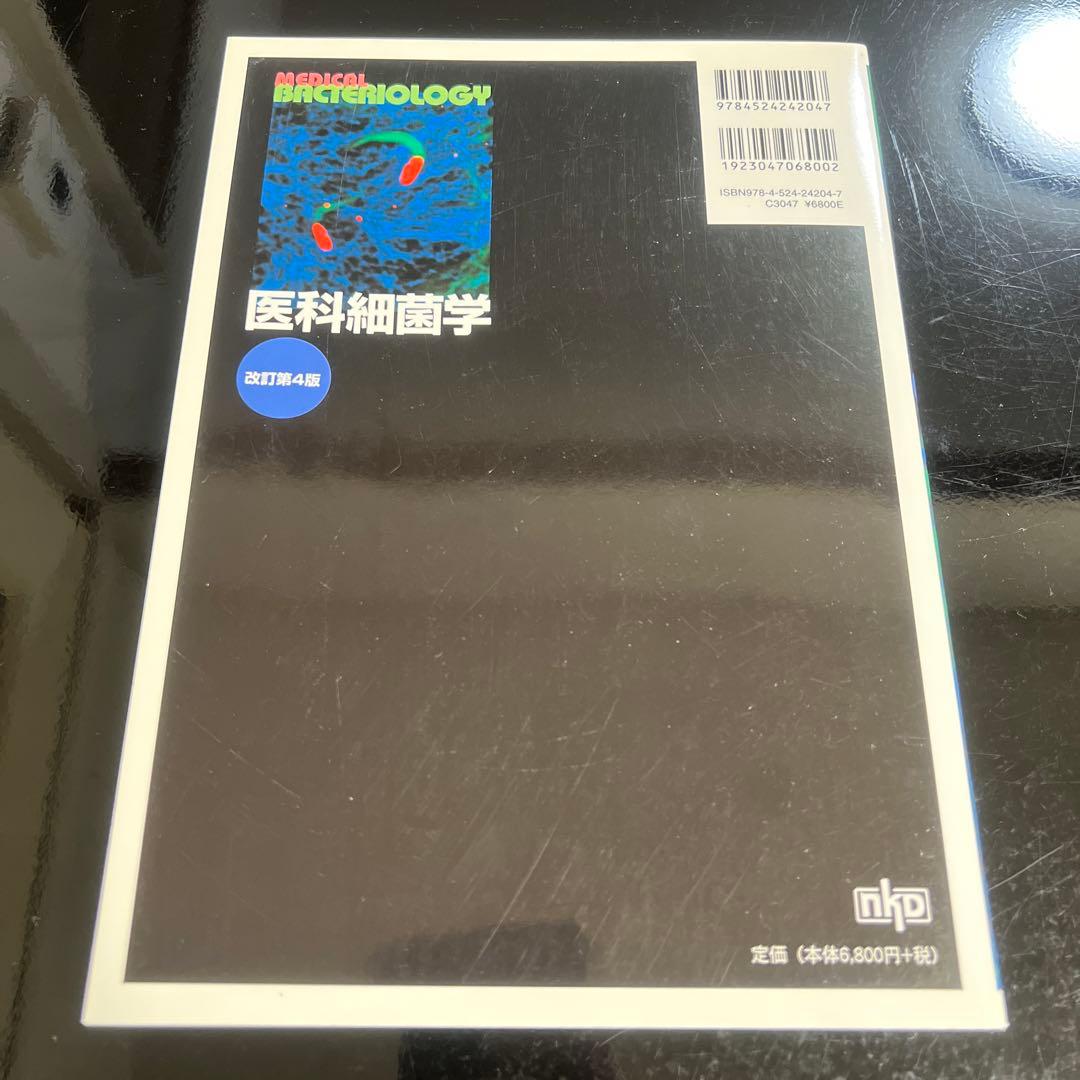 MEDICAL
BACTERIOLOGY
医科細菌学
改訂第4版
9784524242047
1923047068002
ISBN978-4-524-24204-7
C3047 ¥6800E
nkD
定価（本体6,800円+税）